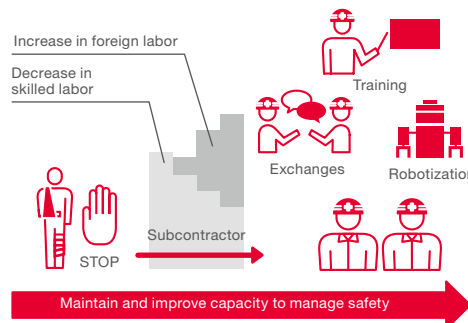 Increase in foreign labor
Decrease in
skilled labor
Training
Exchanges
Robotization
Subcontractor
STOP
Maintain and improve capacity to manage safety